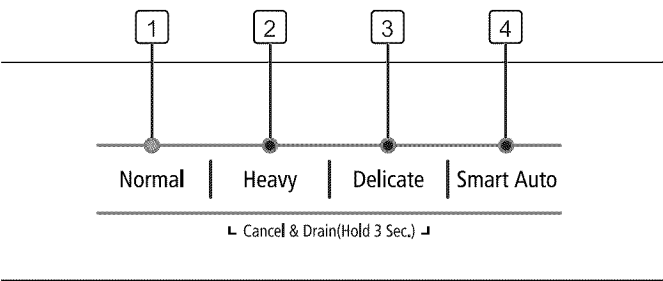 1 2 3 4
Normal | Heavy | Delicate | Smart Auto
Cancel & Drain(Hold 3 Sec.)